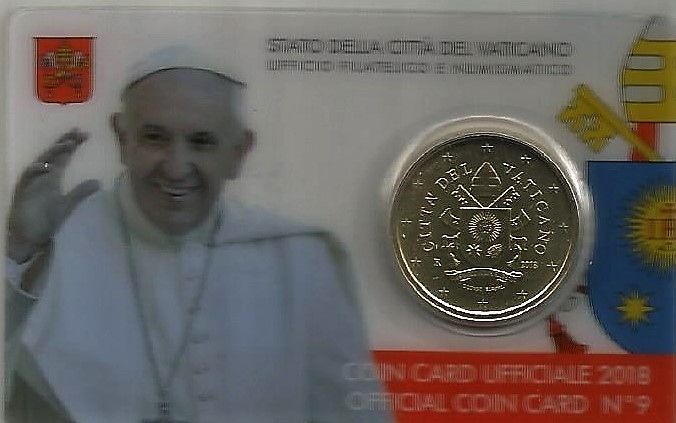 STATO DELLA CITTÀ DEL VATICANO
UFFICIO FILATELICO E NUMISMATICO
CITTA' DEL VATICANO
R 2018
COIN CARD UFFICIALE 2018
OFFICIAL COIN CARD N°9